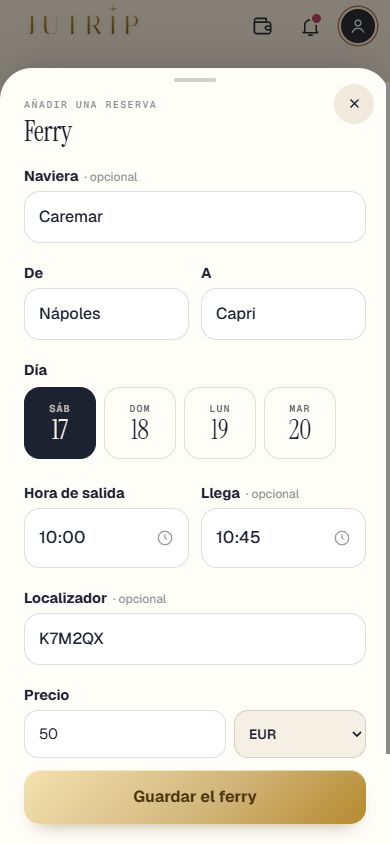 JUTRIP
AÑADIR UNA RESERVA
Ferry
Naviera · opcional
Caremar
De
A
Nápoles
Capri
Día
SÁB
17
DOM
18
LUN
19
MAR
20
Hora de salida
Llega · opcional
10:00
10:45
Localizador · opcional
K7M2QX
Precio
50
EUR
Guardar el ferry